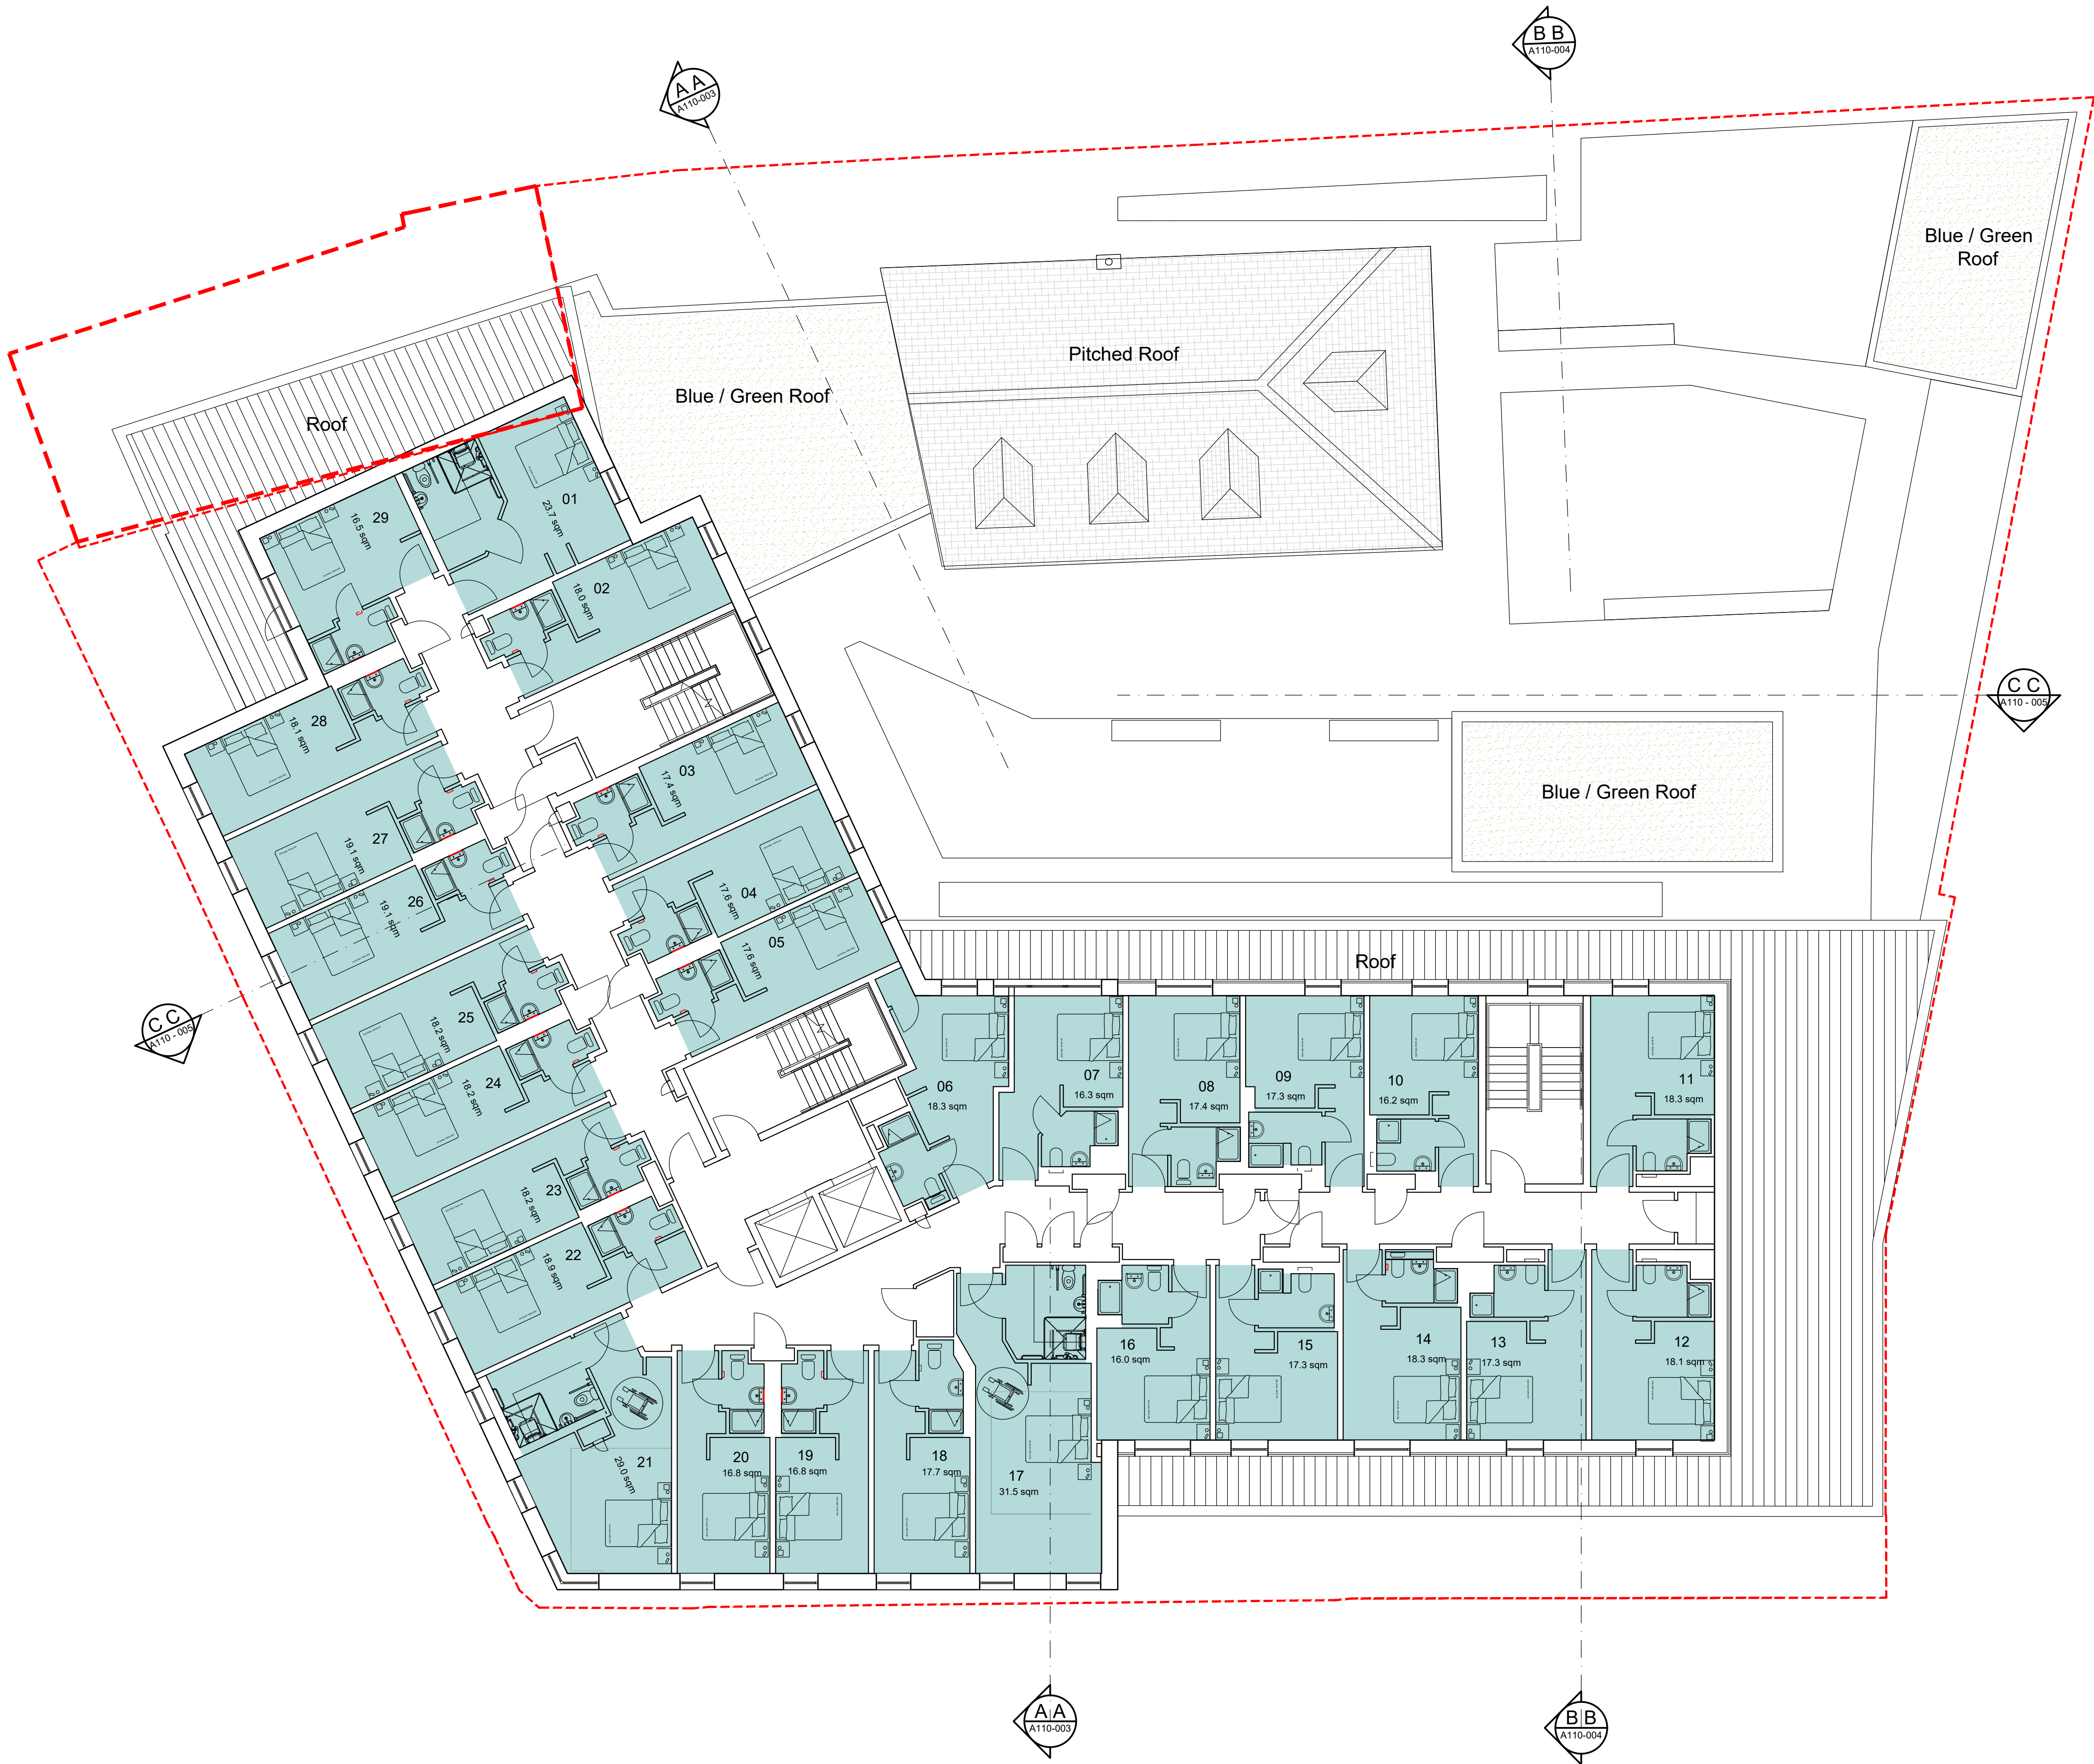 B B
A110-004
A A
A110-003
Blue / Green
Roof
Pitched Roof
Blue / Green Roof
Roof
01
23.7 sqm
29
16.5 sqm
02
18.0 sqm
C C
A110 - 005
28
18.1 sqm
03
17.4 sqm
Blue / Green Roof
27
19.1 sqm
04
17.6 sqm
26
19.1 sqm
05
17.6 sqm
Roof
25
18.2 sqm
C C
A110 - 005
24
18.2 sqm
06
18.3 sqm
07
16.3 sqm
08
17.4 sqm
09
17.3 sqm
10
16.2 sqm
11
18.3 sqm
23
18.2 sqm
22
18.9 sqm
16
16.0 sqm
15
17.3 sqm
14
18.3 sqm
13
17.3 sqm
12
18.1 sqm
21
29.0 sqm
20
16.8 sqm
19
16.8 sqm
18
17.7 sqm
17
31.5 sqm
A A
A110-003
B B
A110-004